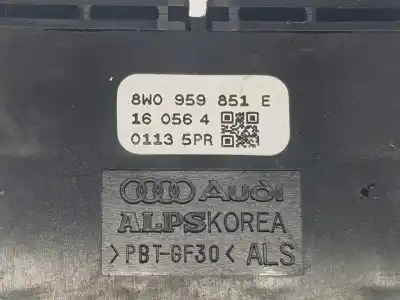 8W0 959 851 E
16 056 4
0113 5PR
Audi
ALPSKOREA
>PBT-GF30< ALS